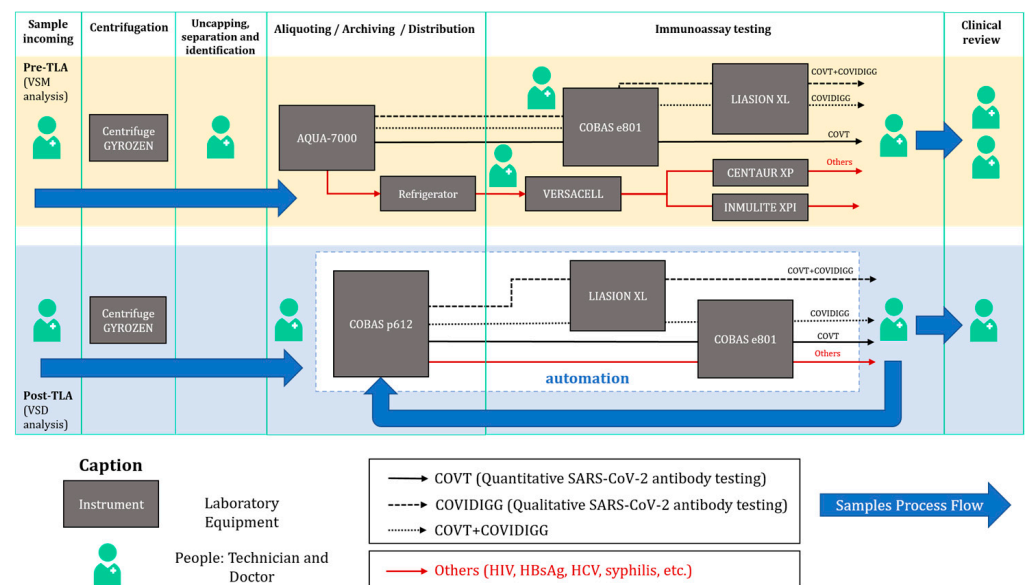 Sample
incoming
Centrifugation
Uncapping,
separation and
identification
Aliquoting / Archiving / Distribution
Immunoassay testing
Clinical
review
Pre-TLA
(VSM
analysis)
Centrifuge
GYROZEN
AQUA-7000
COBAS e801
LIASION XL
COVT+COVIDIGG
COVIDIGG
COVT
Others
Refrigerator
VERSACELL
CENTAUR XP
INMULITE XPI
Post-TLA
(VSD
analysis)
Centrifuge
GYROZEN
COBAS p612
LIASION XL
COBAS e801
COVT+COVIDIGG
COVIDIGG
COVT
Others
automation
Caption
Instrument
Laboratory
Equipment
People: Technician and
Doctor
COVT (Quantitative SARS-CoV-2 antibody testing)
COVIDIGG (Qualitative SARS-CoV-2 antibody testing)
COVT+COVIDIGG
Others (HIV, HBsAg, HCV, syphilis, etc.)
Samples Process Flow